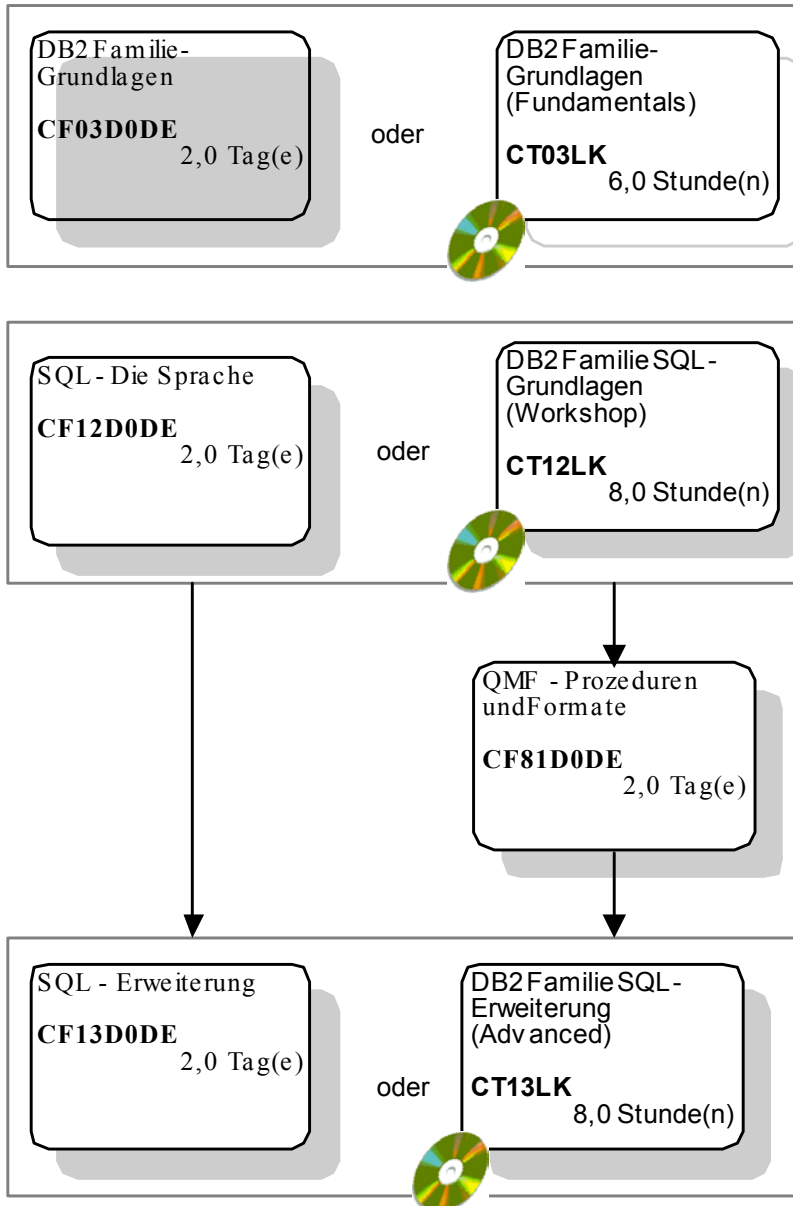 DB2 Familie-
Grundlagen
CF03D0DE
2,0 Tag(e)
oder
DB2 Familie-
Grundlagen
(Fundamentals)
CT03LK
6,0 Stunde(n)
SQL - Die Sprache
CF12D0DE
2,0 Tag(e)
oder
DB2 Familie SQL-
Grundlagen
(Workshop)
CT12LK
8,0 Stunde(n)
QMF - Prozeduren
und Formate
CF81D0DE
2,0 Tag(e)
SQL - Erweiterung
CF13D0DE
2,0 Tag(e)
oder
DB2 Familie SQL-
Erweiterung
(Advanced)
CT13LK
8,0 Stunde(n)